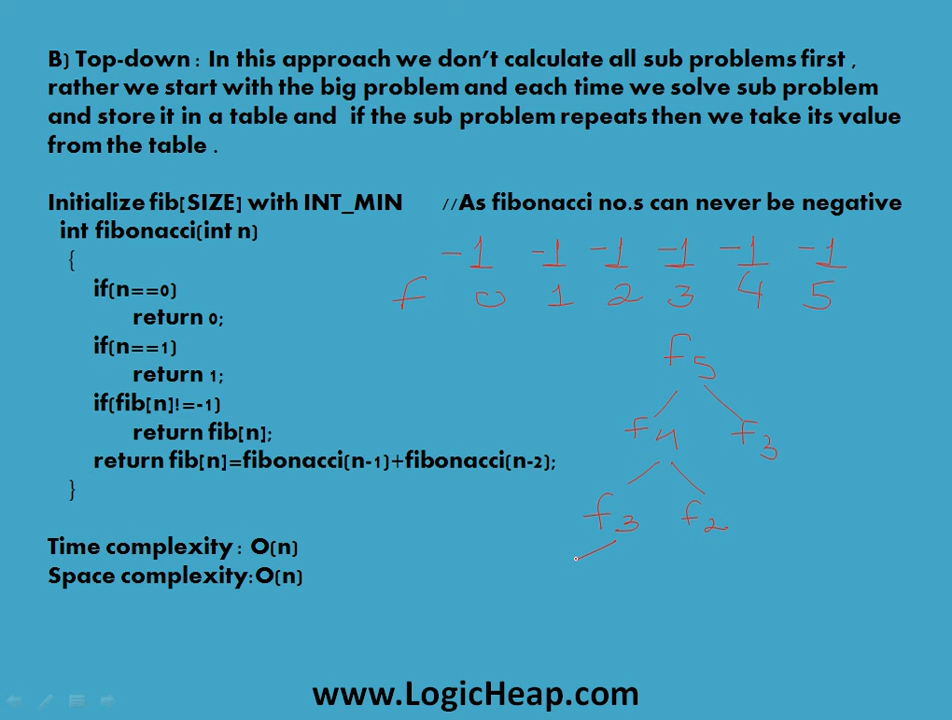 B) Top-down : In this approach we don't calculate all sub problems first ,
rather we start with the big problem and each time we solve sub problem
and store it in a table and if the sub problem repeats then we take its value
from the table .
Initialize fib[SIZE] with INT_MIN //As fibonacci no.s can never be negative
int fibonacci(int n)
{
if(n==0)
return 0;
if(n==1)
return 1;
if(fib[n]!=-1)
return fib[n];
return fib[n]=fibonacci(n-1)+fibonacci(n-2);
}
Time complexity : O(n)
Space complexity:O(n)
-1 -1 -1 -1 -1 -1
f 0 1 2 3 4 5
f5
f4 f3
f3 f2
www.LogicHeap.com